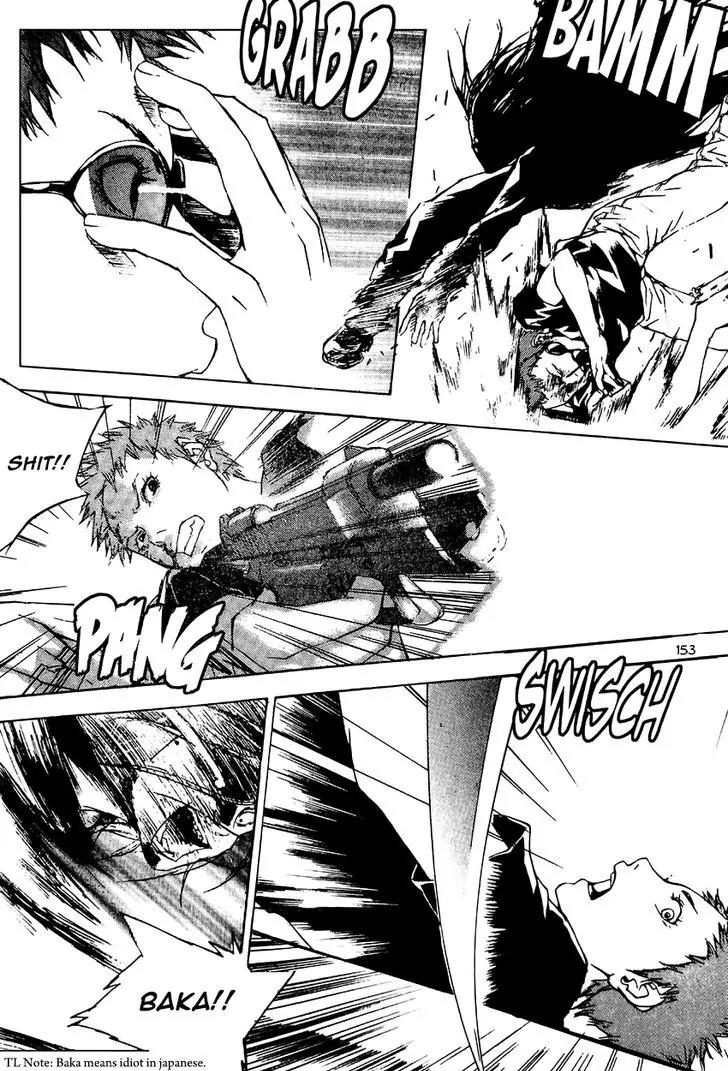 GRABB
BAMM-
SHIT!!
PANG
153
SWISCH
BAKA!!
TL Note: Baka means idiot in japanese.